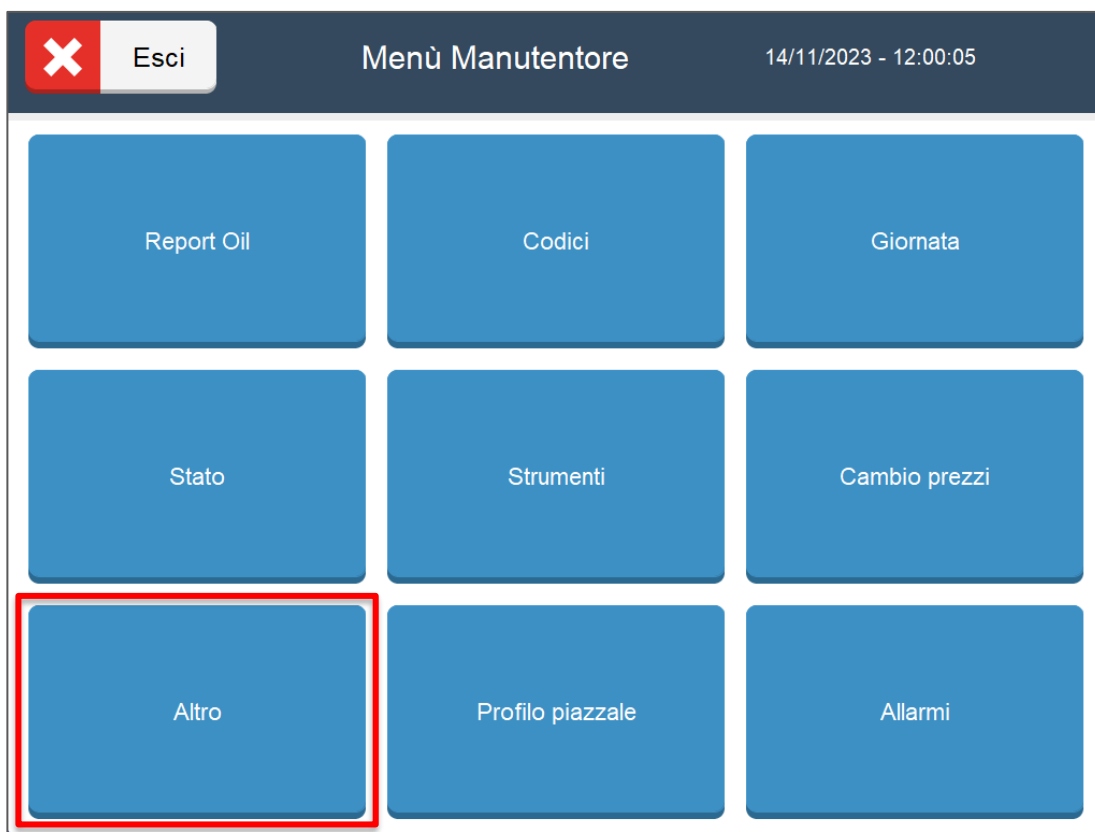 Esci
Menù Manutentore
14/11/2023 - 12:00:05
Report Oil
Codici
Giornata
Stato
Strumenti
Cambio prezzi
Altro
Profilo piazzale
Allarmi